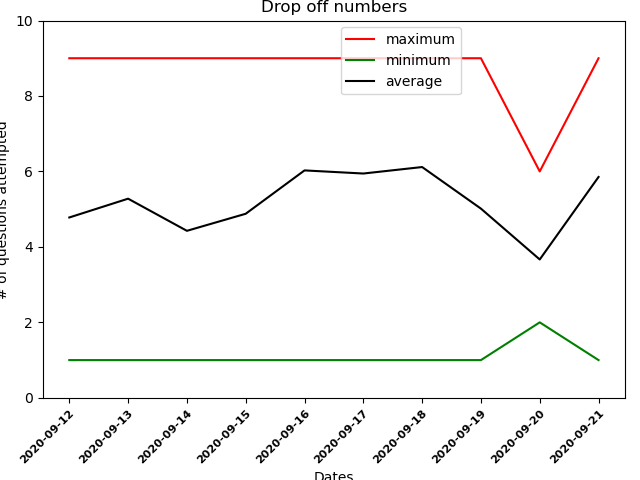 Drop off numbers
maximum
minimum
average
# of questions attempted
10
8
6
4
2
0
2020-09-12
2020-09-13
2020-09-14
2020-09-15
2020-09-16
2020-09-17
2020-09-18
2020-09-19
2020-09-20
2020-09-21
Dates